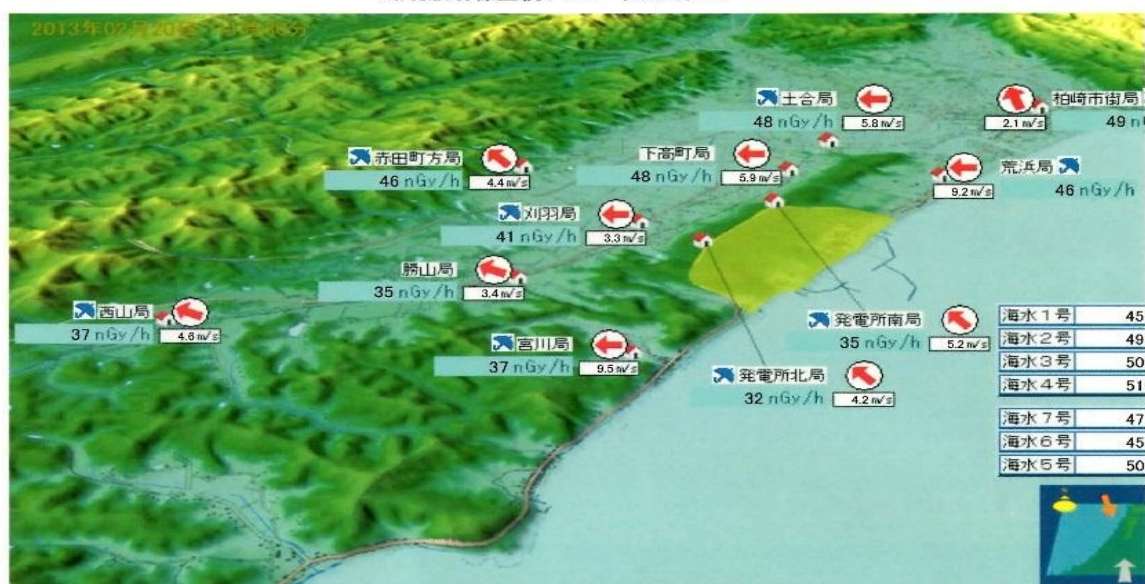 2013年02月20日
土合局
48 nGy/h
5.8m/s
2.1m/s
柏崎市街局
49
赤田町方局
46 nGy/h
4.4m/s
下高町局
48 nGy/h
5.9m/s
荒浜局
46 nGy/h
9.2m/s
刈羽局
41 nGy/h
3.3m/s
勝山局
35 nGy/h
3.4m/s
西山局
37 nGy/h
4.6m/s
宮川局
37 nGy/h
9.5m/s
発電所南局
35 nGy/h
5.2m/s
発電所北局
32 nGy/h
4.2m/s
海水1号 45
海水2号 49
海水3号 50
海水4号 51
海水7号 47
海水6号 45
海水5号 50